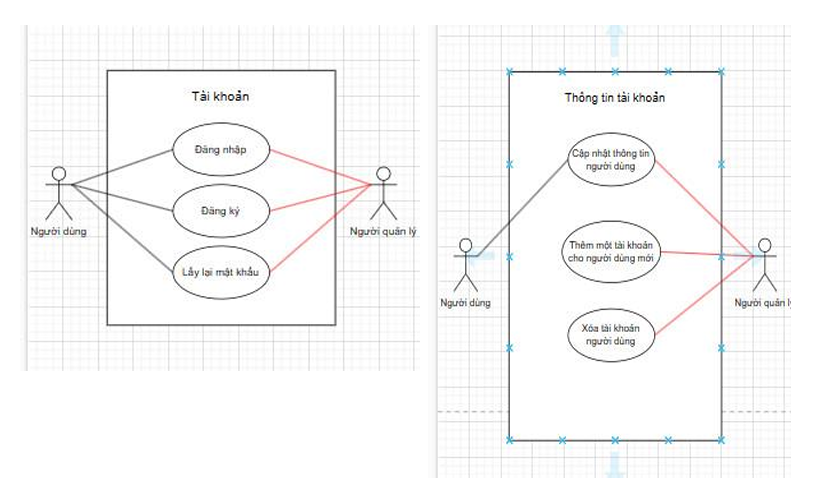 Tài khoản
Đăng nhập
Đăng ký
Lấy lại mật khẩu
Người dùng
Người quản lý
Thông tin tài khoản
Cập nhật thông tin
người dùng
Thêm một tài khoản
cho người dùng mới
Xóa tài khoản
người dùng
Người dùng
Người quản lý